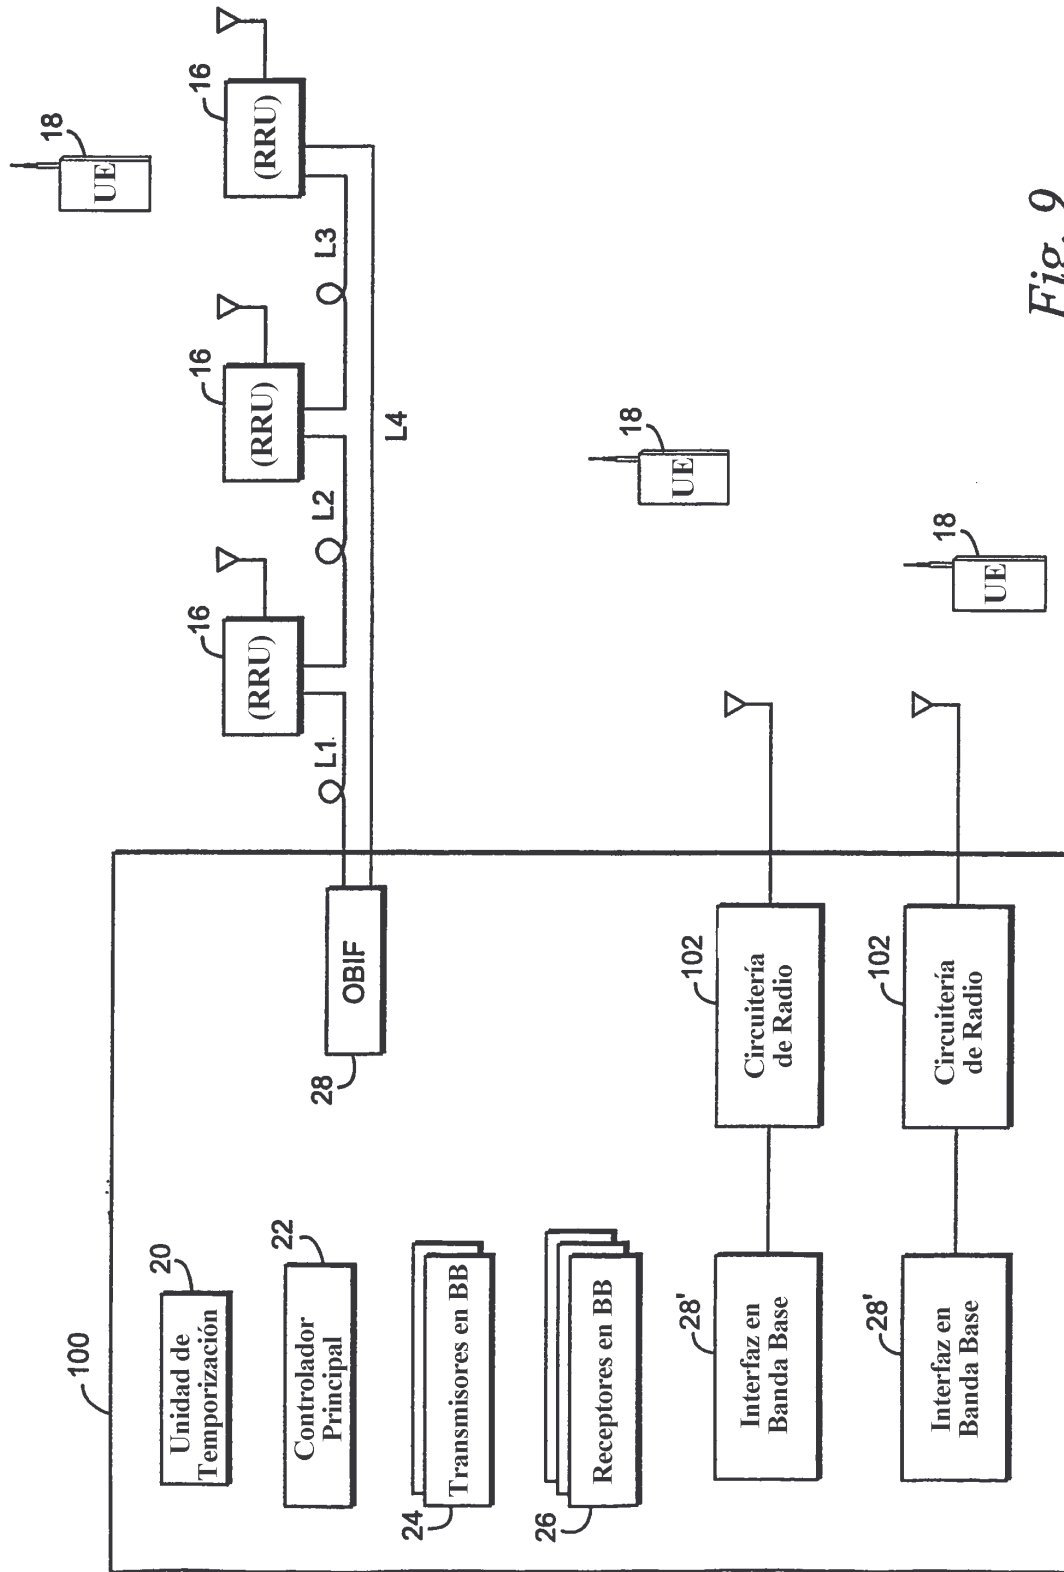 100
20
Unidad de
Temporización
22
Controlador
Principal
24
Transmisores en BB
26
Receptores en BB
28'
Interfaz en
Banda Base
28'
Interfaz en
Banda Base
28
OBIF
102
Circuitería
de Radio
102
Circuitería
de Radio
L1
L2
L3
L4
16
(RRU)
16
(RRU)
16
(RRU)
18
UE
18
UE
18
UE
Fig. 9